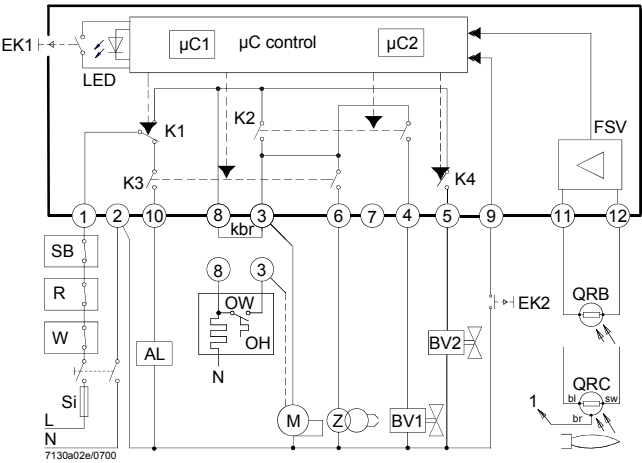 EK1
LED
µC1
µC control
µC2
FSV
K1
K2
K3
K4
1
2
10
8
3
6
7
4
5
9
11
12
kbr
SB
R
W
Si
L
N
8
3
OW
OH
N
AL
M
Z
BV1
BV2
EK2
QRB
QRC
bl
sw
br
1
7130a02e/0700